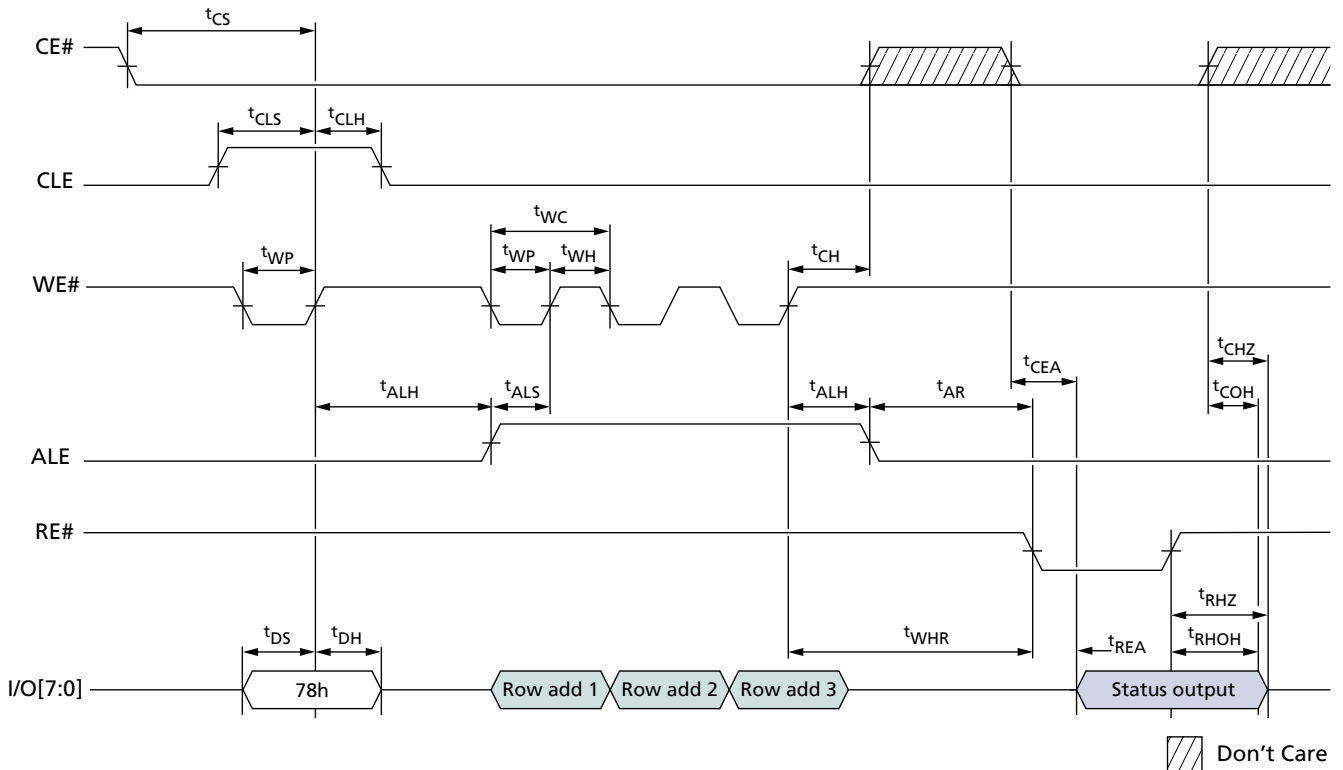 tCS
CE#
tCLS tCLH
CLE
tWC
tWP tWP tWH tCH
WE#
tCHZ
tCEA
tALH tALS tALH tAR tCOH
ALE
RE#
tRHZ
tDS tDH tWHR tREA tRHOH
I/O[7:0] 78h Row add 1 Row add 2 Row add 3 Status output
Don't Care